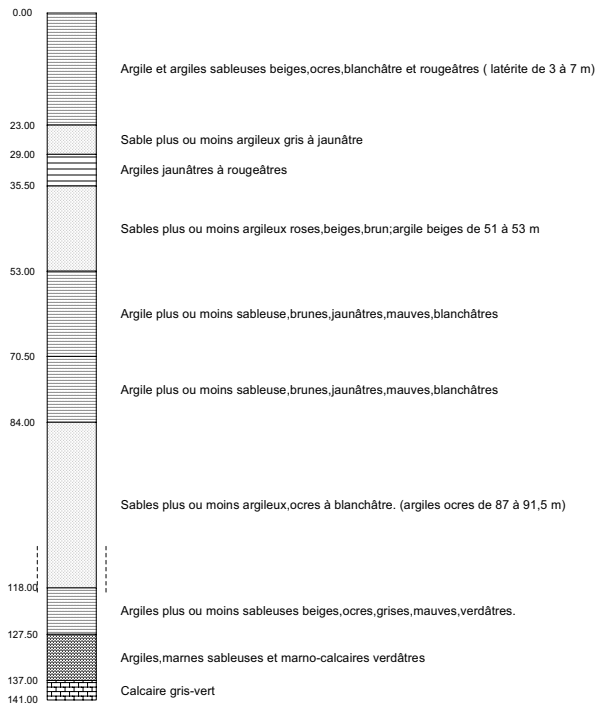 0.00
Argile et argiles sableuses beiges,ocres,blanchâtre et rougeâtres ( latérite de 3 à 7 m)
23.00
Sable plus ou moins argileux gris à jaunâtre
29.00
Argiles jaunâtres à rougeâtres
35.50
Sables plus ou moins argileux roses,beiges,brun;argile beiges de 51 à 53 m
53.00
Argile plus ou moins sableuse,brunes,jaunâtres,mauves,blanchâtres
70.50
Argile plus ou moins sableuse,brunes,jaunâtres,mauves,blanchâtres
84.00
Sables plus ou moins argileux,ocres à blanchâtre. (argiles ocres de 87 à 91,5 m)
118.00
Argiles plus ou moins sableuses beiges,ocres,grises,mauves,verdâtres.
127.50
Argiles,marnes sableuses et marno-calcaires verdâtres
137.00
Calcaire gris-vert
141.00